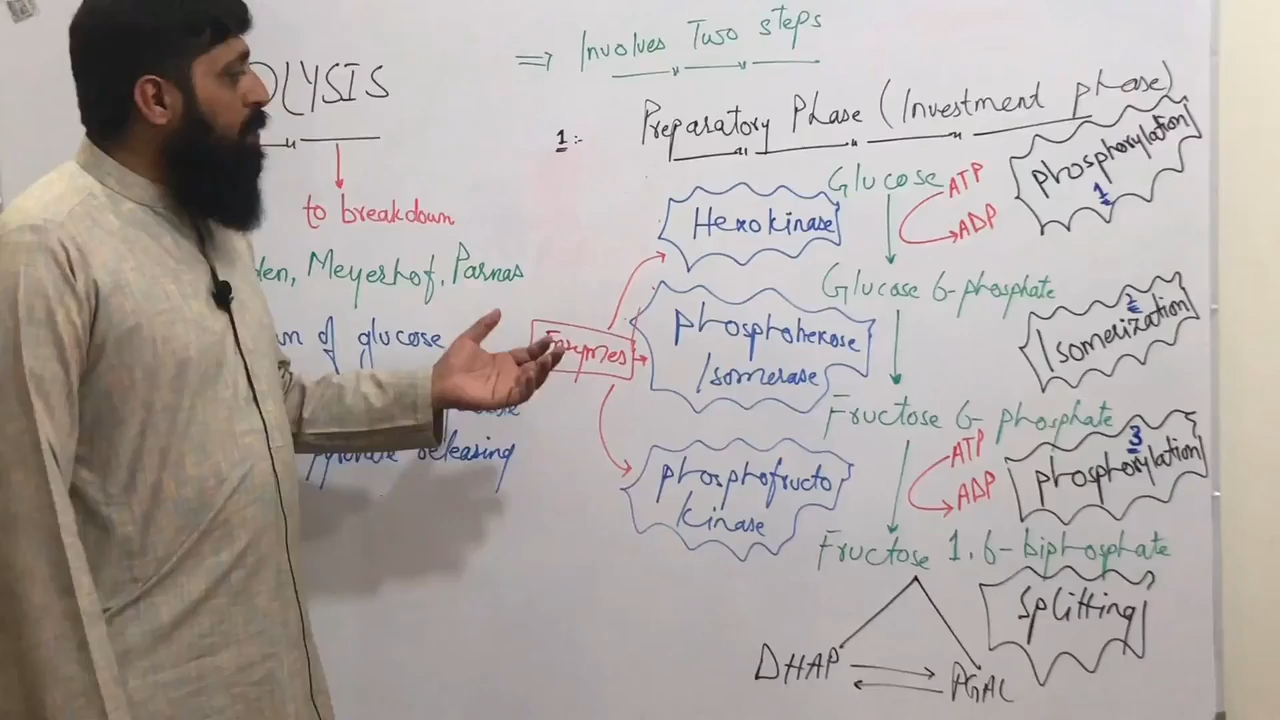 OLYSIS
to breakdown
den, Meyerhof, Parnas
of glucose
pyruvate releasing
⇒ Involves Two steps
1:- Preparatory Phase (Investment phase)
Glucose
ATP
ADP
phosphorylation
1
Hexokinase
Glucose 6-phosphate
Isomerization
2
Enzymes
phosphohexose
Isomerase
Fructose 6-phosphate
ATP
ADP
phosphorylation
3
phosphofructo
kinase
Fructose 1.6-biphosphate
Splitting
DHAP
PGAL